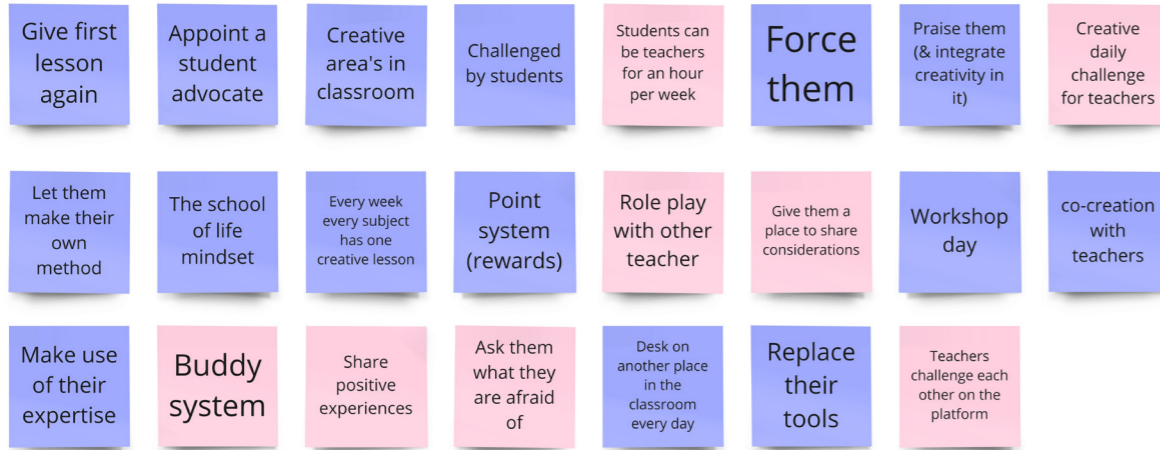 Give first
lesson
again
Appoint a
student
advocate
Creative
area's in
classroom
Challenged
by students
Students can
be teachers
for an hour
per week
Force
them
Praise them
(& integrate
creativity in
it)
Creative
daily
challenge
for teachers
Let them
make their
own
method
The school
of life
mindset
Every week
every subject
has one
creative lesson
Point
system
(rewards)
Role play
with other
teacher
Give them a
place to share
considerations
Workshop
day
co-creation
with
teachers
Make use
of their
expertise
Buddy
system
Share
positive
experiences
Ask them
what they
are afraid
of
Desk on
another place
in the
classroom
every day
Replace
their
tools
Teachers
challenge each
other on the
platform